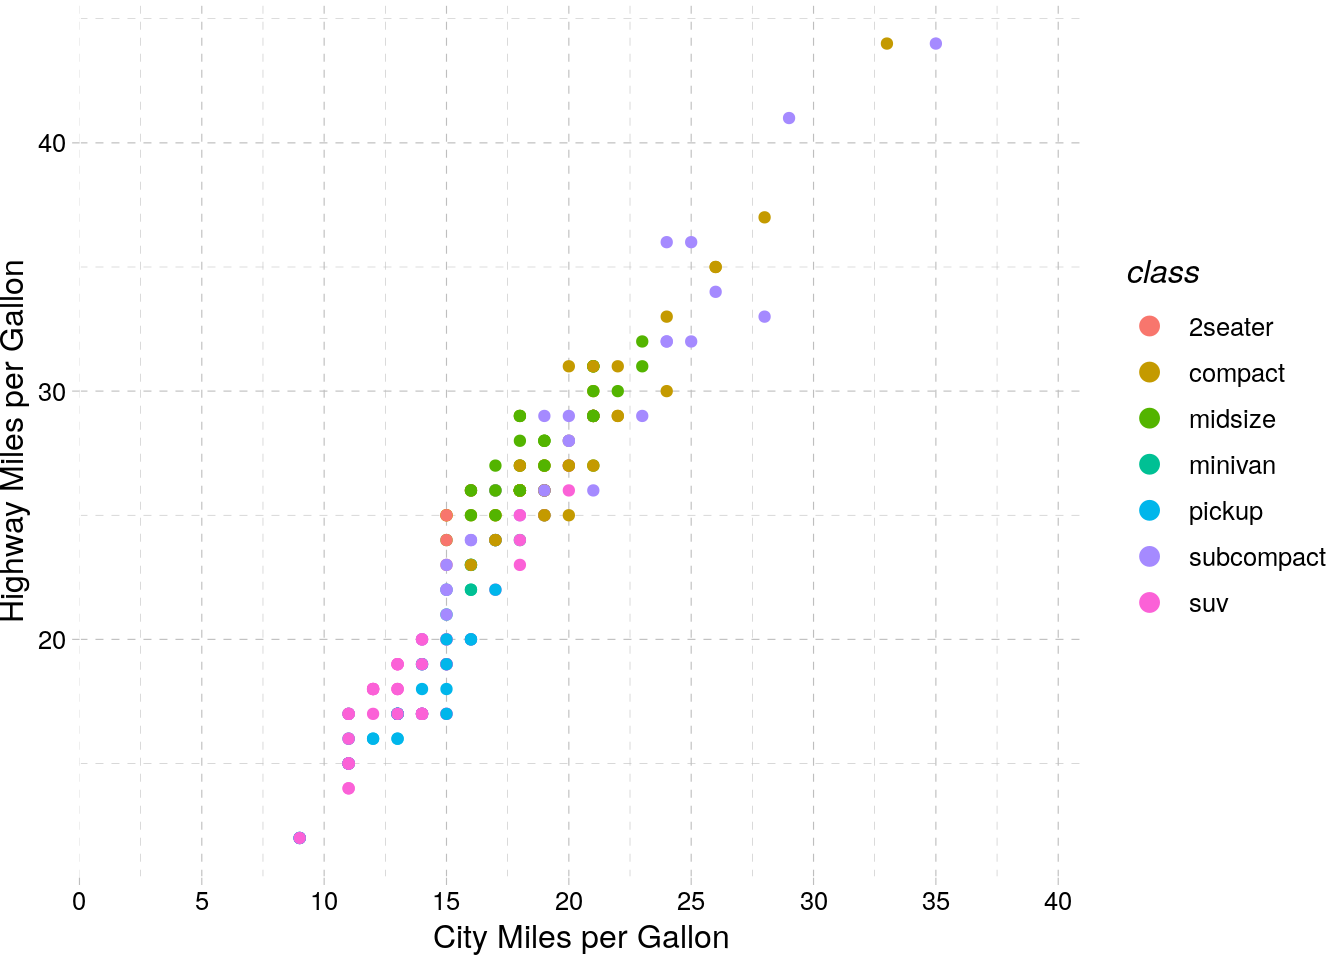 Highway Miles per Gallon
40
30
20
0 5 10 15 20 25 30 35 40
City Miles per Gallon
class
2seater
compact
midsize
minivan
pickup
subcompact
suv